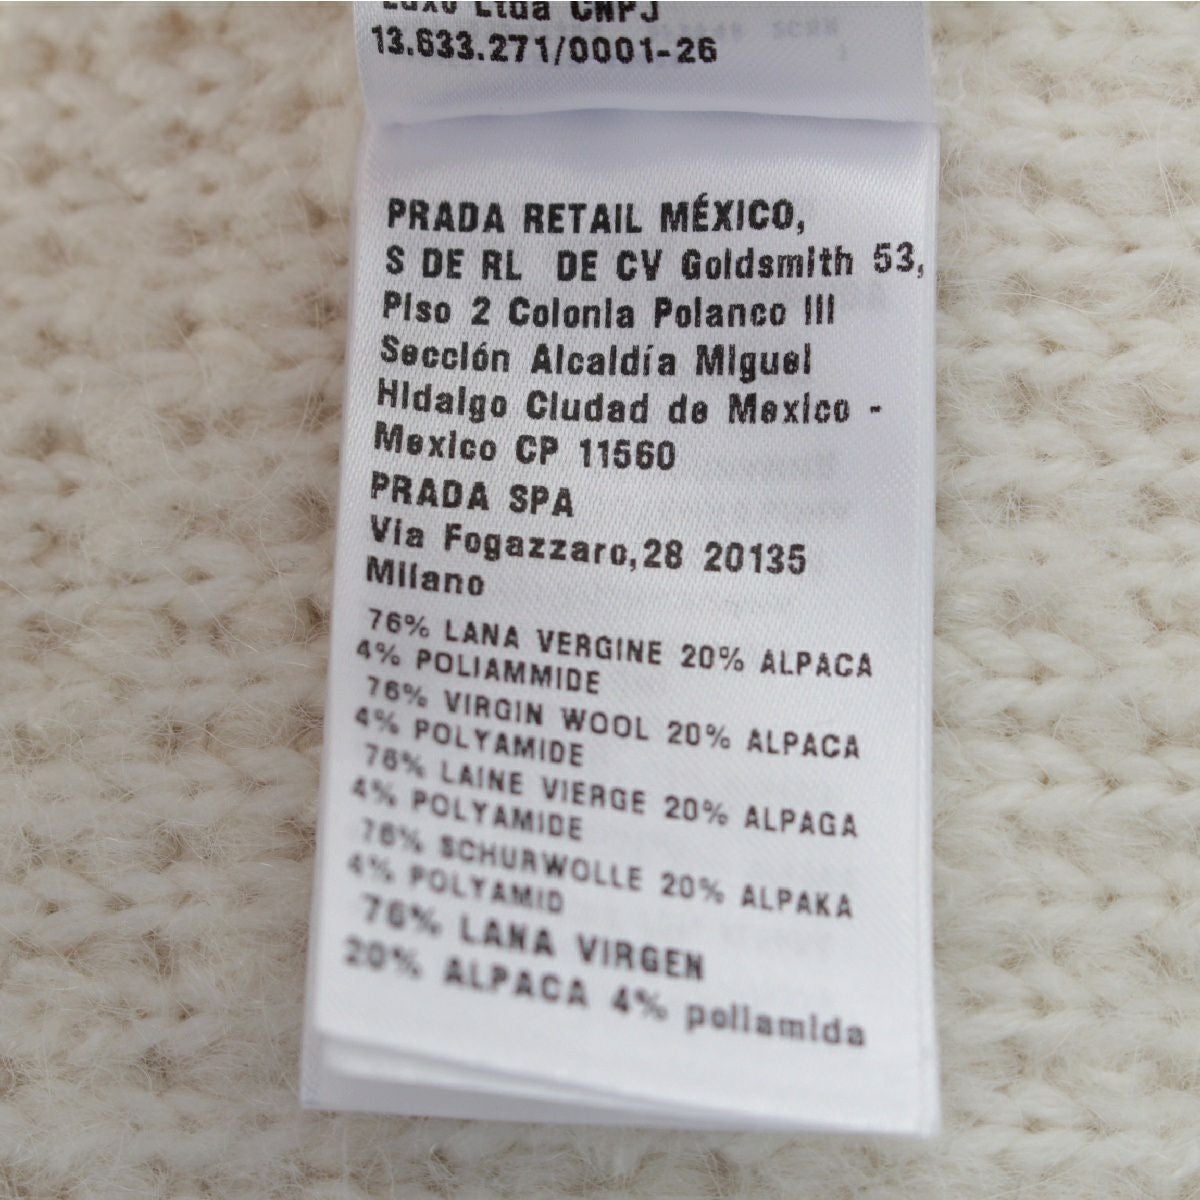 Luxo Ltda CNPJ
13.633.271/0001-26
PRADA RETAIL MÉXICO,
S DE RL DE CV Goldsmith 53,
Piso 2 Colonia Polanco III
Sección Alcaldía Miguel
Hidalgo Ciudad de Mexico -
Mexico CP 11560
PRADA SPA
Via Fogazzaro,28 20135
Milano
76% LANA VERGINE 20% ALPACA
4% POLIAMMIDE
76% VIRGIN WOOL 20% ALPACA
4% POLYAMIDE
76% LAINE VIERGE 20% ALPAGA
4% POLYAMIDE
76% SCHURWOLLE 20% ALPAKA
4% POLYAMID
76% LANA VIRGEN
20% ALPACA 4% poliamida